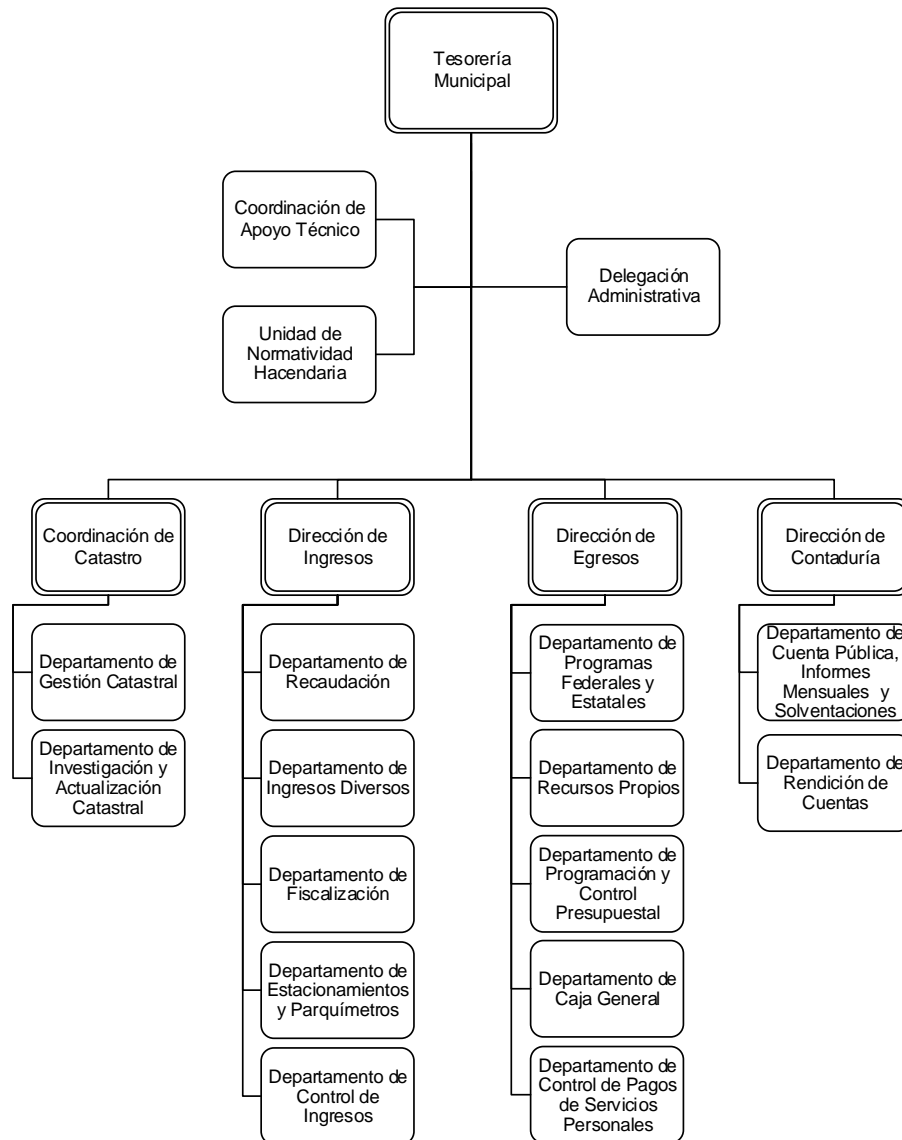 Tesorería
Municipal
Coordinación de
Apoyo Técnico
Delegación
Administrativa
Unidad de
Normatividad
Hacendaria
Coordinación de
Catastro
Dirección de
Ingresos
Dirección de
Egresos
Dirección de
Contaduría
Departamento de
Gestión Catastral
Departamento de
Investigación y
Actualización
Catastral
Departamento de
Recaudación
Departamento de
Ingresos Diversos
Departamento de
Fiscalización
Departamento de
Estacionamientos
y Parquímetros
Departamento de
Control de
Ingresos
Departamento de
Programas
Federales y
Estatales
Departamento de
Recursos Propios
Departamento de
Programación y
Control
Presupuestal
Departamento de
Caja General
Departamento de
Control de Pagos
de Servicios
Personales
Departamento de
Cuenta Pública,
Informes
Mensuales y
Solventaciones
Departamento de
Rendición de
Cuentas